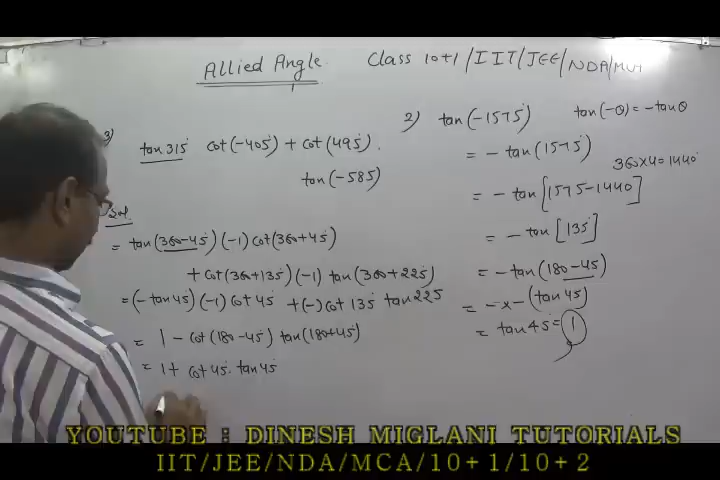 Allied Angle
Class 10+1/IIT/JEE/NDA/MCA
3)
tan 315° cot(-405°) + cot(495°).
tan(-585°)
Sol.
= tan(360-45°)(-1) cot(360+45°)
+ cot(360+135°)(-1) tan(360+225°)
= (-tan45°)(-1) cot 45° + (-) cot 135° tan 225°
= 1 - cot(180-45°) tan(180+45°)
= 1 + cot 45°. tan 45°
2) tan(-1575°) tan(-θ) = -tanθ
= - tan(1575°)
360×4=1440°
= - tan[1575-1440°]
= - tan[135°]
= - tan(180-45°)
= - x - (tan 45°)
= tan 45° = 1
YOUTUBE : DINESH MIGLANI TUTORIALS
IIT/JEE/NDA/MCA/10+1/10+2